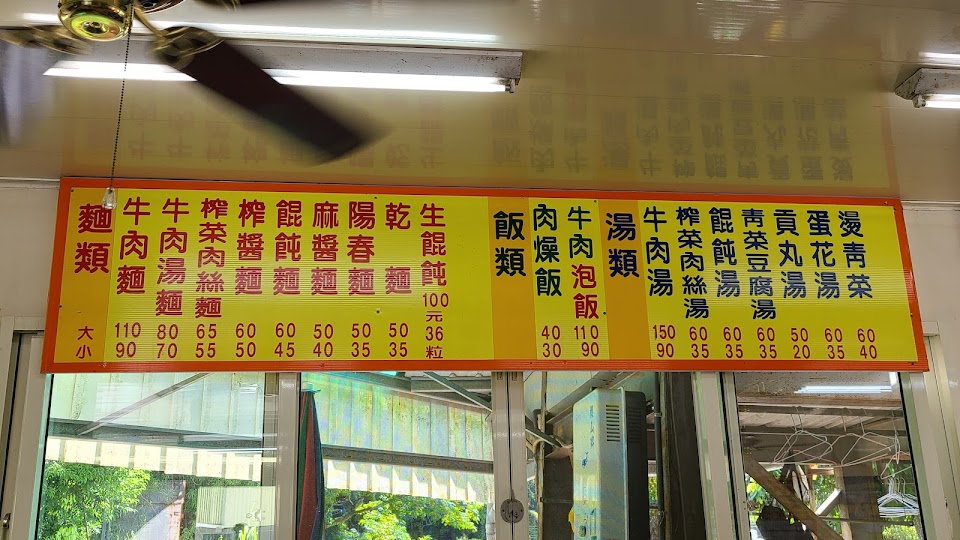 麵類
大
小
牛肉麵
110
90
牛肉湯麵
80
70
榨菜肉絲麵
65
55
榨醬麵
60
50
餛飩麵
60
45
麻醬麵
50
40
陽春麵
50
35
乾麵
50
35
生餛飩
100
元
36
粒
飯類
肉燥飯
40
30
牛肉泡飯
110
90
湯類
牛肉湯
150
90
榨菜肉絲湯
60
35
餛飩湯
60
35
青菜豆腐湯
60
35
貢丸湯
50
20
蛋花湯
60
35
燙青菜
60
40